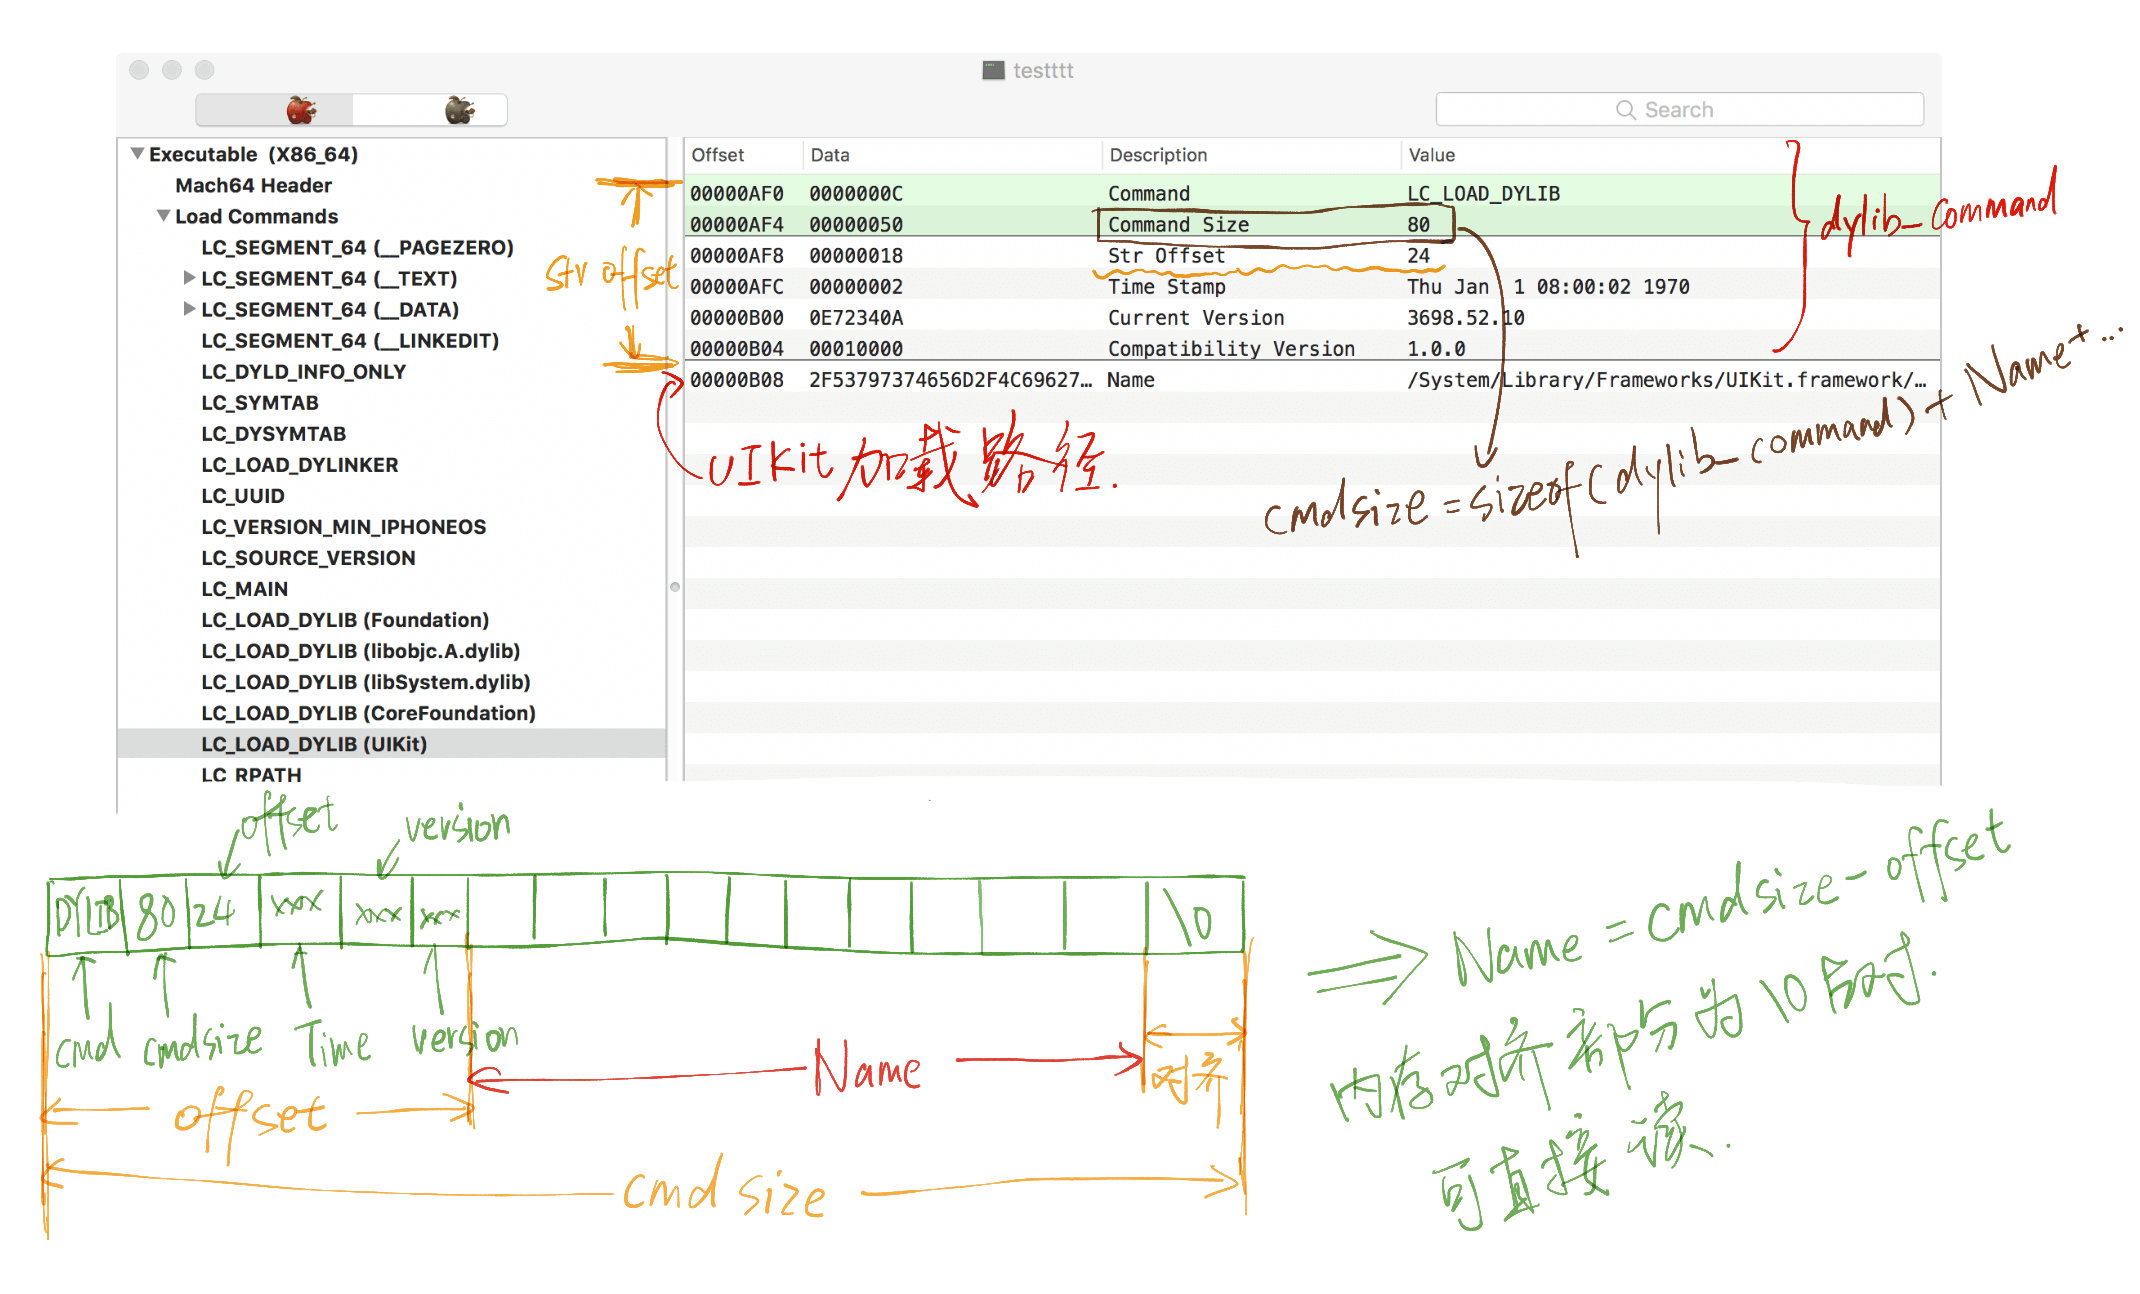 testttt
Search
Executable (X86_64)
Mach64 Header
Load Commands
LC_SEGMENT_64 (__PAGEZERO)
LC_SEGMENT_64 (__TEXT)
LC_SEGMENT_64 (__DATA)
LC_SEGMENT_64 (__LINKEDIT)
LC_DYLD_INFO_ONLY
LC_SYMTAB
LC_DYSYMTAB
LC_LOAD_DYLINKER
LC_UUID
LC_VERSION_MIN_IPHONEOS
LC_SOURCE_VERSION
LC_MAIN
LC_LOAD_DYLIB (Foundation)
LC_LOAD_DYLIB (libobjc.A.dylib)
LC_LOAD_DYLIB (libSystem.dylib)
LC_LOAD_DYLIB (CoreFoundation)
LC_LOAD_DYLIB (UIKit)
LC_RPATH
Offset Data Description Value
00000AF0 0000000C Command LC_LOAD_DYLIB
00000AF4 00000050 Command Size 80
00000AF8 00000018 Str Offset 24
00000AFC 00000002 Time Stamp Thu Jan 1 08:00:02 1970
00000B00 0E72340A Current Version 3698.52.10
00000B04 00010000 Compatibility Version 1.0.0
00000B08 2F53797374656D2F4C69627... Name /System/Library/Frameworks/UIKit.framework/...
str offset
dylib_command
UIKit加载路径.
cmdsize = sizeof(dylib_command) + Name + ...
offset version
DYLIB 80 24 xxx xxx xxx \0
cmd cmdsize Time version
Name
对齐
offset
cmd size
⇒ Name = cmdsize - offset
内存对齐部分为\0
可直接读.